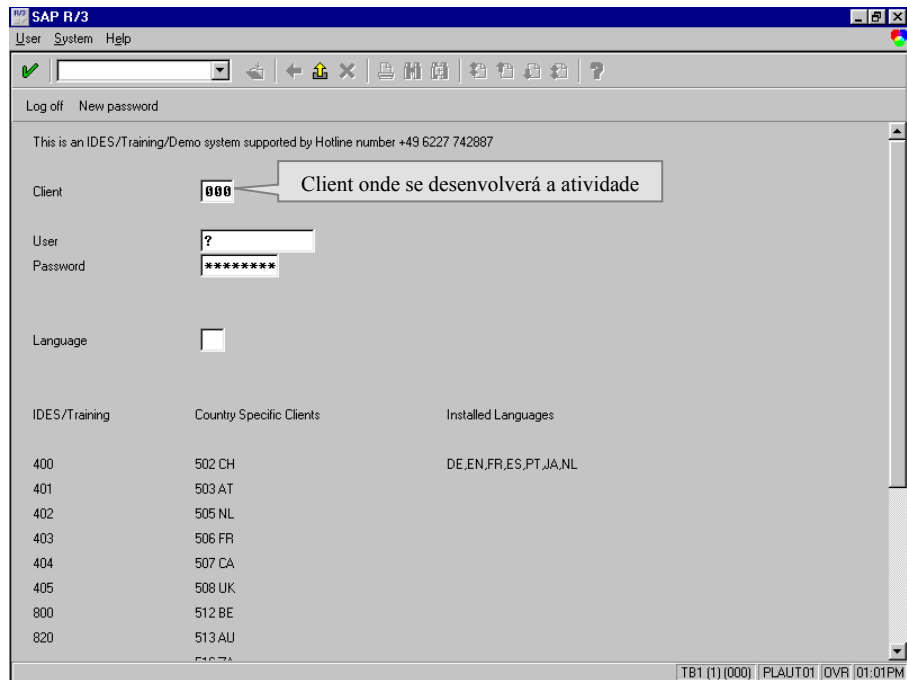 SAP R/3
User System Help
Log off New password
This is an IDES/Training/Demo system supported by Hotline number +49 6227 742887
Client 000 Client onde se desenvolverá a atividade
User ?
Password ********
Language
IDES/Training Country Specific Clients Installed Languages
400 502 CH DE,EN,FR,ES,PT,JA,NL
401 503 AT
402 505 NL
403 506 FR
404 507 CA
405 508 UK
800 512 BE
820 513 AU
TB1 (1) (000) PLAUT01 OVR 01:01PM